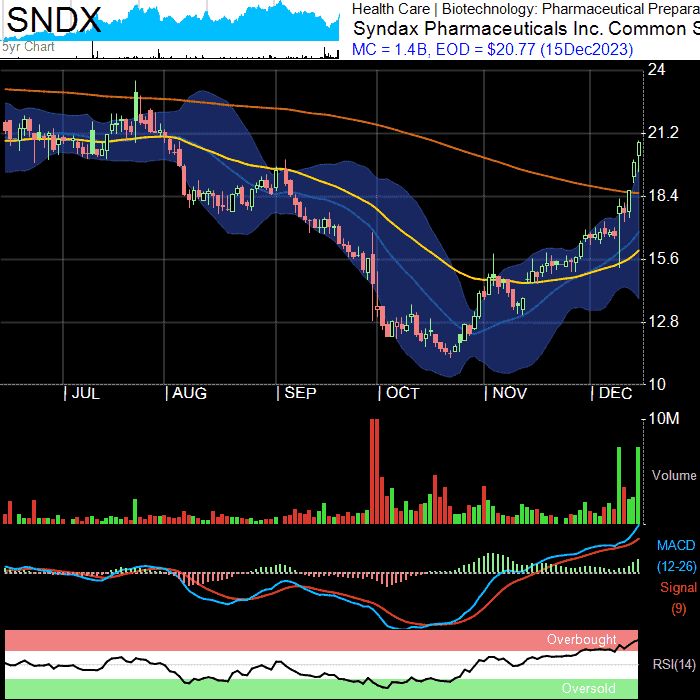 SNDX
5yr Chart
Health Care | Biotechnology: Pharmaceutical Prepara
Syndax Pharmaceuticals Inc. Common S
MC = 1.4B, EOD = $20.77 (15Dec2023)
24
21.2
18.4
15.6
12.8
10
JUL
AUG
SEP
OCT
NOV
DEC
10M
Volume
MACD
(12-26)
Signal
(9)
Overbought
RSI(14)
Oversold